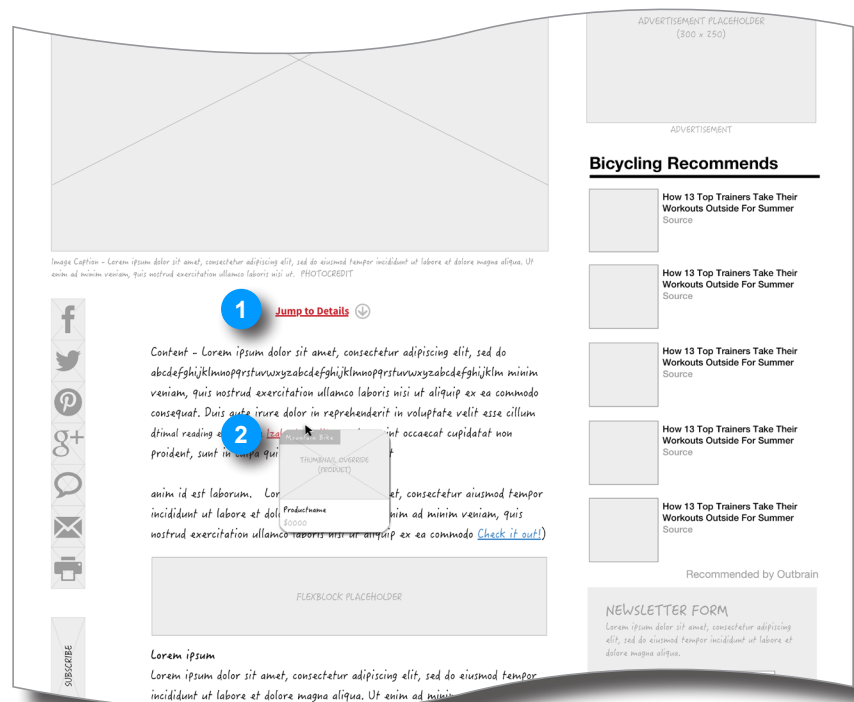 ADVERTISEMENT PLACEHOLDER
(300 x 250)
ADVERTISEMENT
Image Caption - Lorem ipsum dolor sit amet, consectetur adipiscing elit, sed do eiusmod tempor incididunt ut labore et dolore magna aliqua. Ut
enim ad minim veniam, quis nostrud exercitation ullamco laboris nisi ut. PHOTOCREDIT
1
Jump to Details
Content - Lorem ipsum dolor sit amet, consectetur adipiscing elit, sed do
abcdefghijklmnopqrstuvwxyzabcdefghijklmnopqrstuvwxyzabcdefghijklm minim
veniam, quis nostrud exercitation ullamco laboris nisi ut aliquip ex ea commodo
consequat. Duis aute irure dolor in reprehenderit in voluptate velit esse cillum
dtimal reading
2
occaecat cupidatat non
proident, sunt in culpa qui
Mountain Bike
THUMBNAIL OVERRIDE
(PRODUCT)
Productname
$0000
anim id est laborum. consectetur aiusmod tempor
incididunt ut labore et ad minim veniam, quis
nostrud exercitation ullamco laboris nisi ut aliquip ex ea commodo Check it out!)
FLEXBLOCK PLACEHOLDER
Lorem ipsum
Lorem ipsum dolor sit amet, consectetur adipiscing elit, sed do eiusmod tempor
incididunt ut labore et dolore magna aliqua. Ut enim ad minim
g+
SUBSCRIBE
Bicycling Recommends
How 13 Top Trainers Take Their
Workouts Outside For Summer
Source
How 13 Top Trainers Take Their
Workouts Outside For Summer
Source
How 13 Top Trainers Take Their
Workouts Outside For Summer
Source
How 13 Top Trainers Take Their
Workouts Outside For Summer
Source
How 13 Top Trainers Take Their
Workouts Outside For Summer
Source
Recommended by Outbrain
NEWSLETTER FORM
Lorem ipsum dolor sit amet, consectetur adipiscing
elit, sed do eiusmod tempor incididunt ut labore et
dolore magna aliqua.